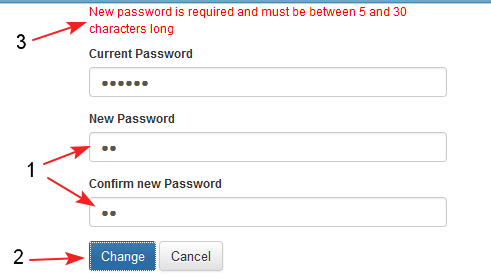 New password is required and must be between 5 and 30
characters long
3
Current Password
••••••
New Password
••
1
Confirm new Password
••
2
Change Cancel